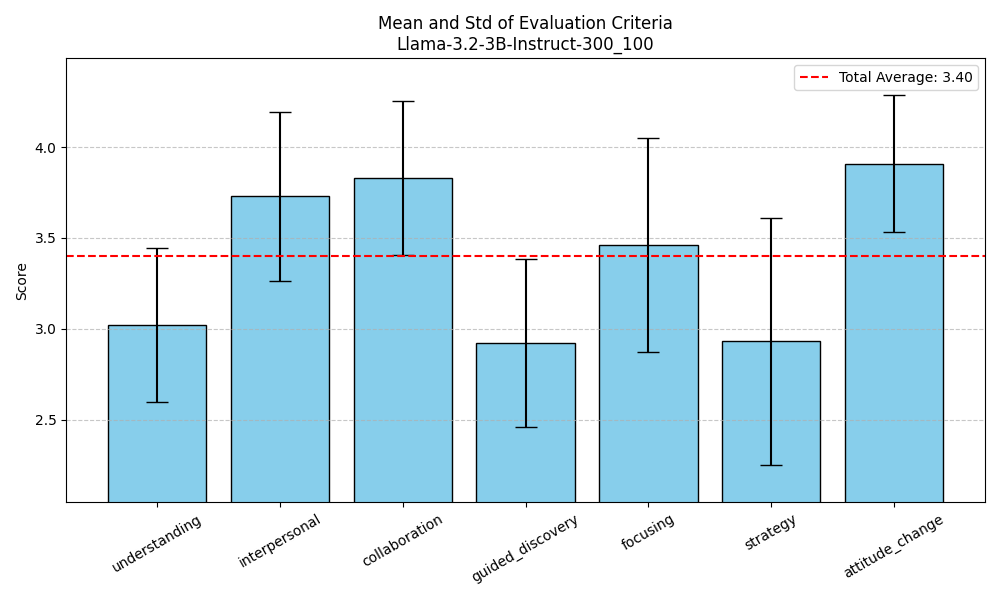 Mean and Std of Evaluation Criteria
Llama-3.2-3B-Instruct-300_100
Total Average: 3.40
Score
4.0
3.5
3.0
2.5
understanding
interpersonal
collaboration
guided_discovery
focusing
strategy
attitude_change